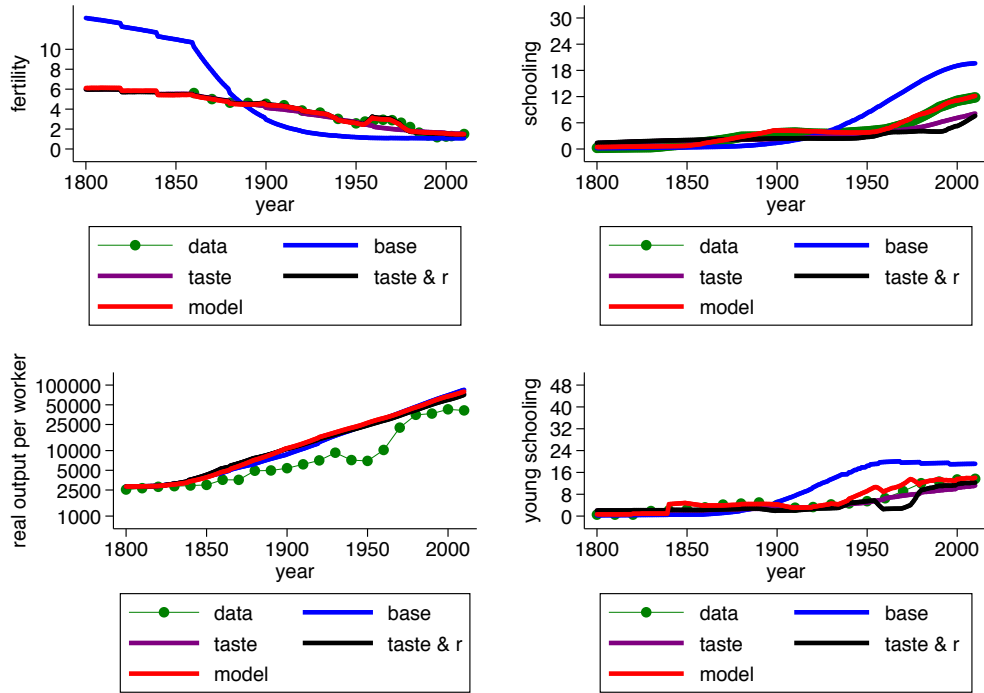 fertility
10
8
6
4
2
0
1800 1850 1900 1950 2000
year
data base
taste taste & r
model
schooling
30
24
18
12
6
0
1800 1850 1900 1950 2000
year
data base
taste taste & r
model
real output per worker
100000
50000
25000
10000
5000
2500
1000
1800 1850 1900 1950 2000
year
data base
taste taste & r
model
young schooling
48
40
32
24
16
8
0
1800 1850 1900 1950 2000
year
data base
taste taste & r
model